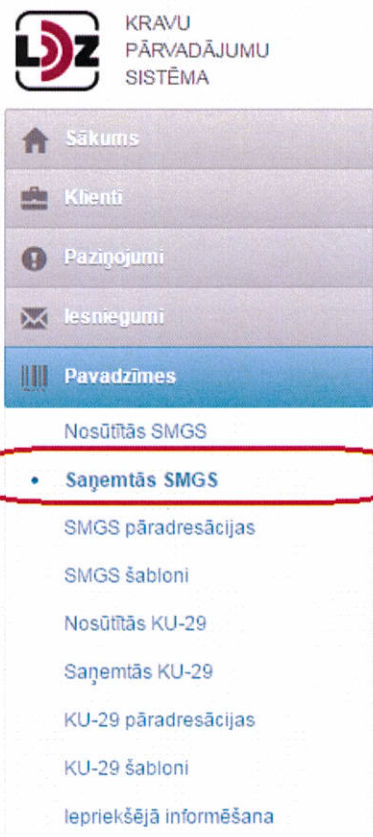 LDZ
KRAVU
PĀRVADĀJUMU
SISTĒMA
Sākums
Klienti
Paziņojumi
Iesniegumi
Pavadzīmes
Nosūtītās SMGS
• Saņemtās SMGS
SMGS pāradresācijas
SMGS šabloni
Nosūtītās KU-29
Saņemtās KU-29
KU-29 pāradresācijas
KU-29 šabloni
Iepriekšējā informēšana